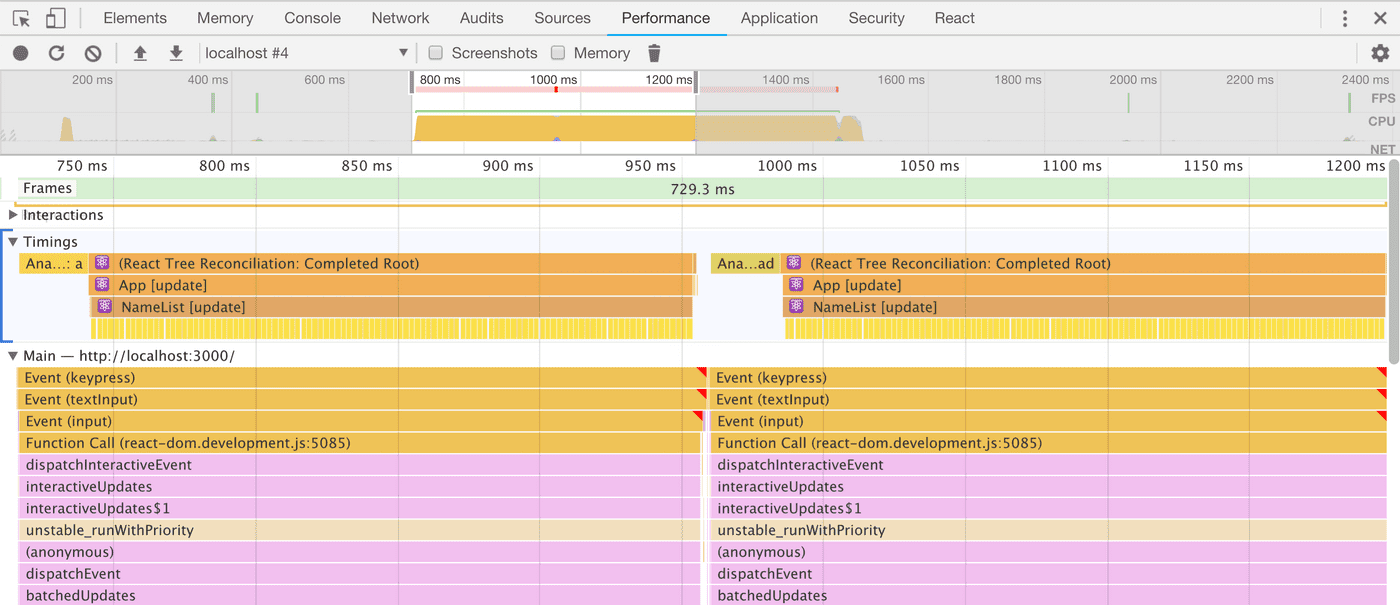 Elements Memory Console Network Audits Sources Performance Application Security React
localhost #4 Screenshots Memory
200 ms 400 ms 600 ms 800 ms 1000 ms 1200 ms 1400 ms 1600 ms 1800 ms 2000 ms 2200 ms 2400 ms
FPS
CPU
NET
750 ms 800 ms 850 ms 900 ms 950 ms 1000 ms 1050 ms 1100 ms 1150 ms 1200 ms
Frames 729.3 ms
Interactions
Timings
Ana...: a (React Tree Reconciliation: Completed Root) Ana...ad (React Tree Reconciliation: Completed Root)
App [update] App [update]
NameList [update] NameList [update]
Main — http://localhost:3000/
Event (keypress) Event (keypress)
Event (textInput) Event (textInput)
Event (input) Event (input)
Function Call (react-dom.development.js:5085) Function Call (react-dom.development.js:5085)
dispatchInteractiveEvent dispatchInteractiveEvent
interactiveUpdates interactiveUpdates
interactiveUpdates$1 interactiveUpdates$1
unstable_runWithPriority unstable_runWithPriority
(anonymous) (anonymous)
dispatchEvent dispatchEvent
batchedUpdates batchedUpdates